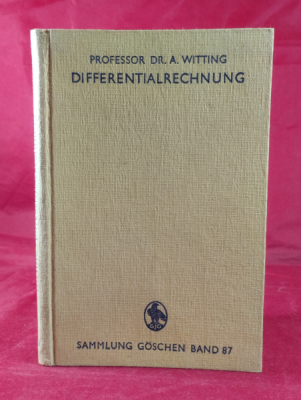 PROFESSOR DR. A. WITTING
DIFFERENTIALRECHNUNG
SAMMLUNG GÖSCHEN BAND 87